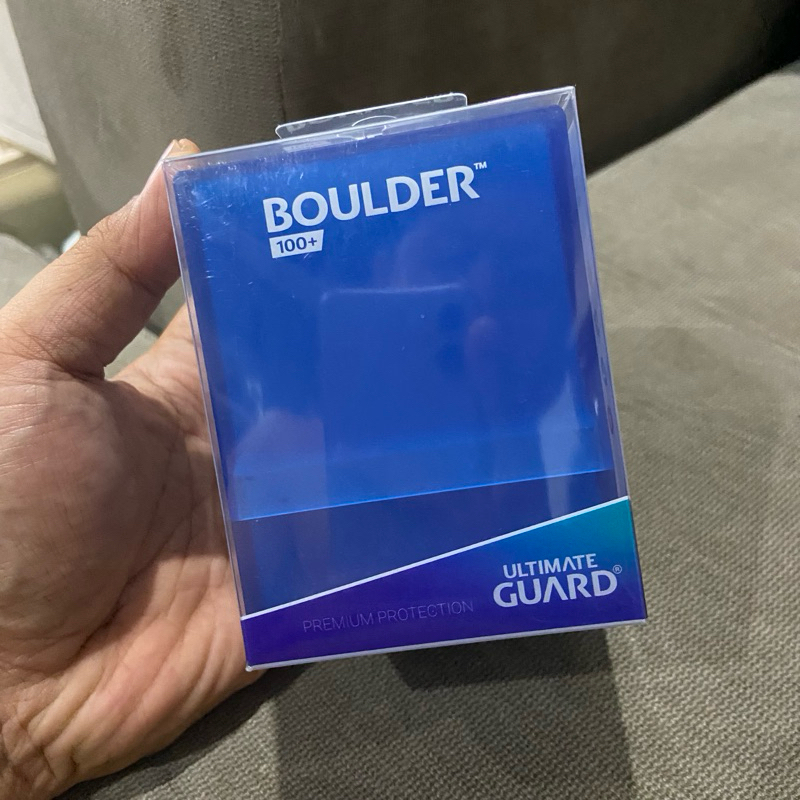 BOULDER™
100+
ULTIMATE
GUARD®
PREMIUM PROTECTION